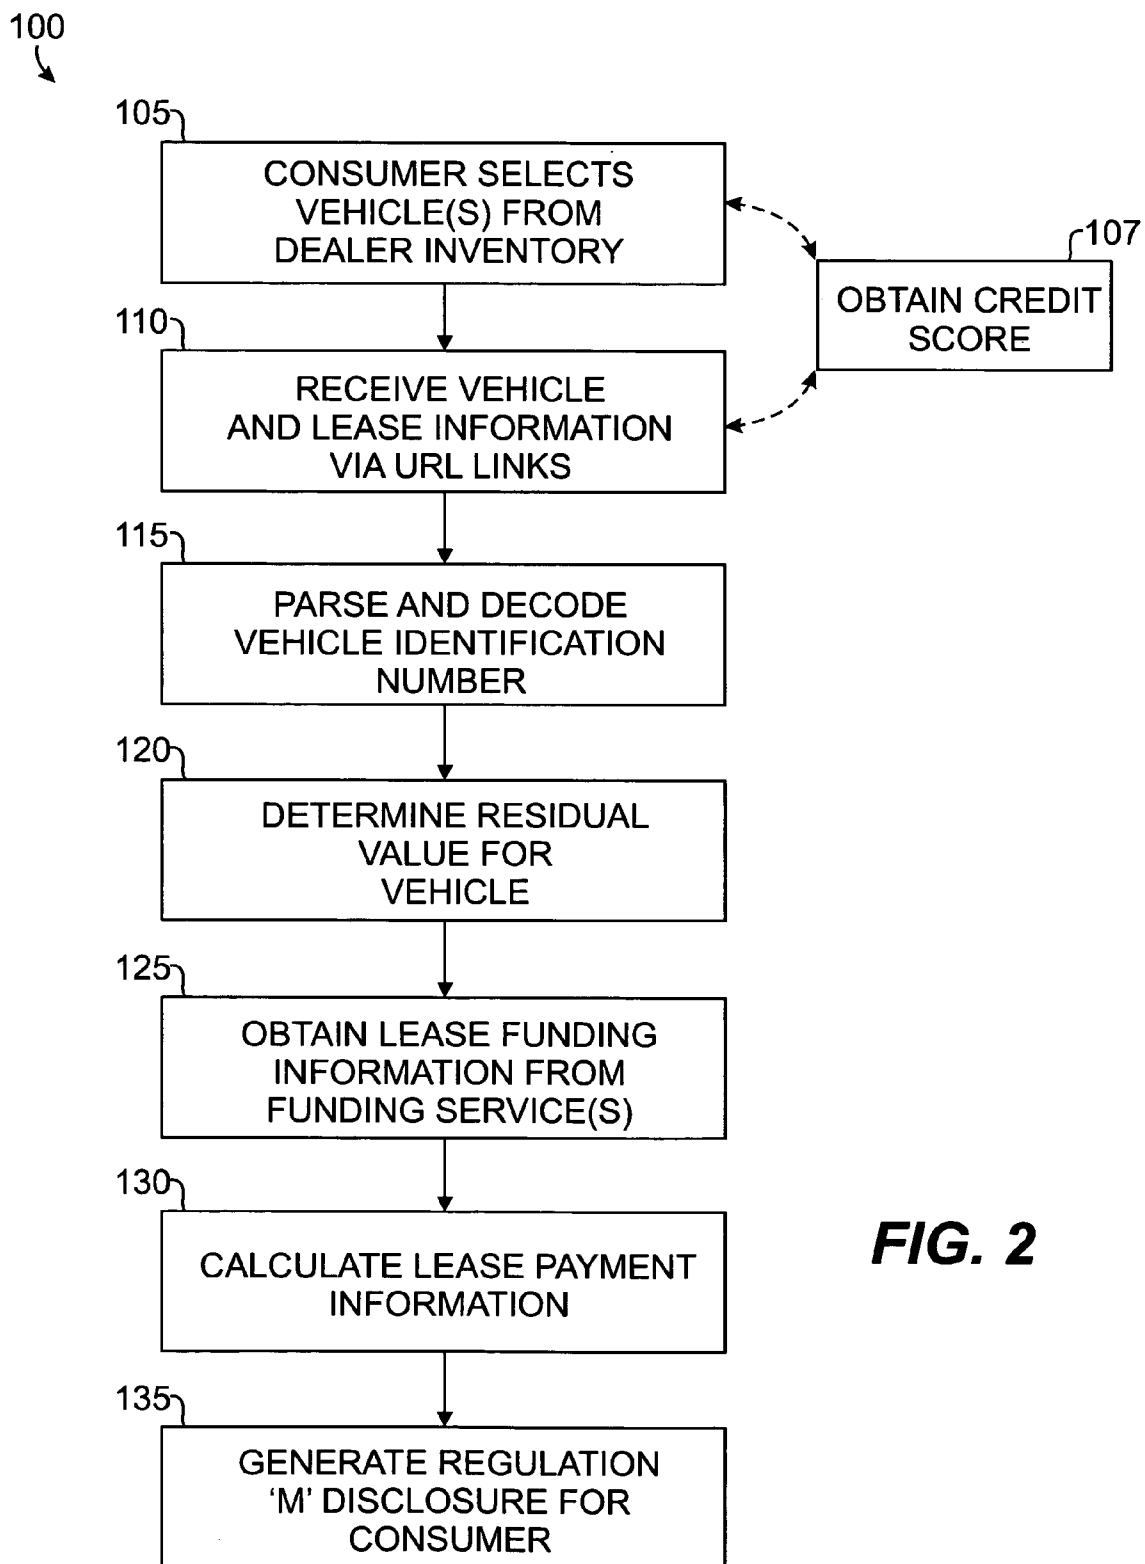 100
105
CONSUMER SELECTS
VEHICLE(S) FROM
DEALER INVENTORY
107
OBTAIN CREDIT
SCORE
110
RECEIVE VEHICLE
AND LEASE INFORMATION
VIA URL LINKS
115
PARSE AND DECODE
VEHICLE IDENTIFICATION
NUMBER
120
DETERMINE RESIDUAL
VALUE FOR
VEHICLE
125
OBTAIN LEASE FUNDING
INFORMATION FROM
FUNDING SERVICE(S)
130
CALCULATE LEASE PAYMENT
INFORMATION
FIG. 2
135
GENERATE REGULATION
‘M’ DISCLOSURE FOR
CONSUMER